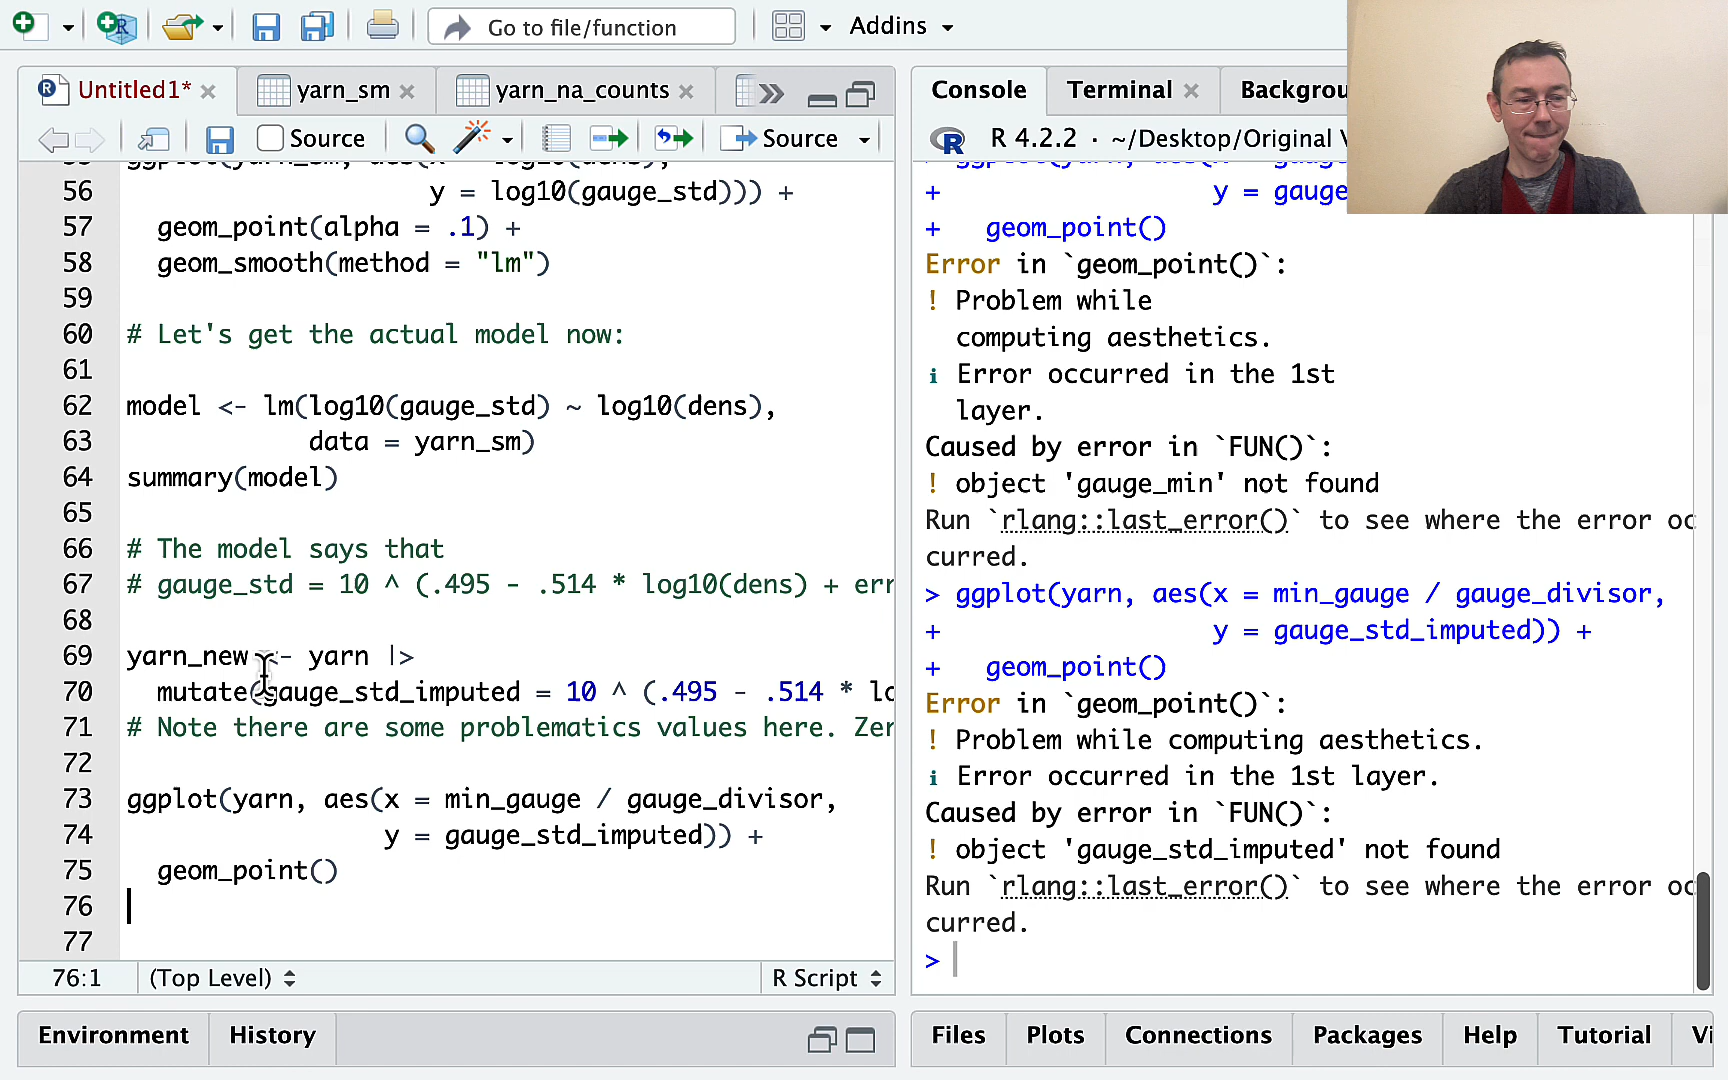 Go to file/function
Addins
Untitled1*
yarn_sm
yarn_na_counts
Source
Source
56 y = log10(gauge_std))) +
57 geom_point(alpha = .1) +
58 geom_smooth(method = "lm")
59
60 # Let's get the actual model now:
61
62 model <- lm(log10(gauge_std) ~ log10(dens),
63 data = yarn_sm)
64 summary(model)
65
66 # The model says that
67 # gauge_std = 10 ^ (.495 - .514 * log10(dens) + err
68
69 yarn_new <- yarn |>
70 mutate(gauge_std_imputed = 10 ^ (.495 - .514 * lo
71 # Note there are some problematics values here. Zer
72
73 ggplot(yarn, aes(x = min_gauge / gauge_divisor,
74 y = gauge_std_imputed)) +
75 geom_point()
76
77
76:1 (Top Level) R Script
Environment History
Console Terminal Backgrou
R 4.2.2 · ~/Desktop/Original
+ y = gauge
+ geom_point()
Error in `geom_point()`:
! Problem while
computing aesthetics.
i Error occurred in the 1st
layer.
Caused by error in `FUN()`:
! object 'gauge_min' not found
Run `rlang::last_error()` to see where the error oc
curred.
> ggplot(yarn, aes(x = min_gauge / gauge_divisor,
+ y = gauge_std_imputed)) +
+ geom_point()
Error in `geom_point()`:
! Problem while computing aesthetics.
i Error occurred in the 1st layer.
Caused by error in `FUN()`:
! object 'gauge_std_imputed' not found
Run `rlang::last_error()` to see where the error oc
curred.
>
Files Plots Connections Packages Help Tutorial Vi